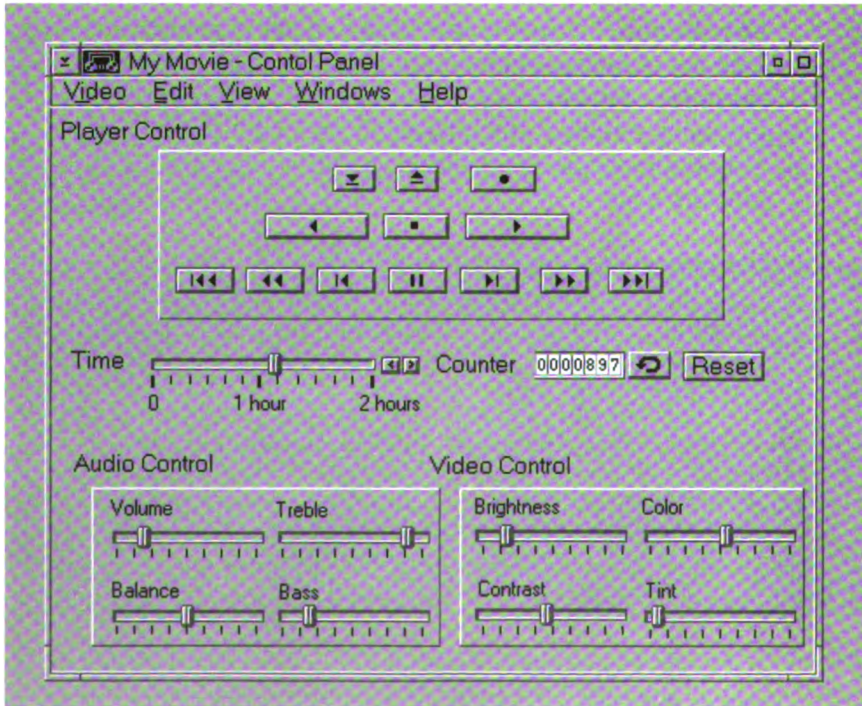 My Movie - Contol Panel
Video Edit View Windows Help
Player Control
Time Counter 0000897 Reset
0 1 hour 2 hours
Audio Control Video Control
Volume Treble Brightness Color
Balance Bass Contrast Tint